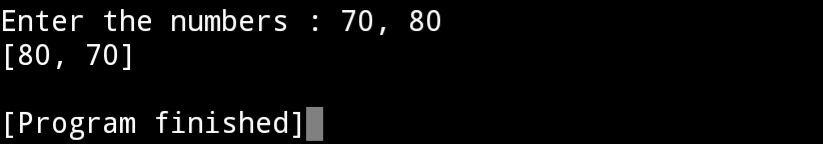 Enter the numbers : 70, 80
[80, 70]
[Program finished]